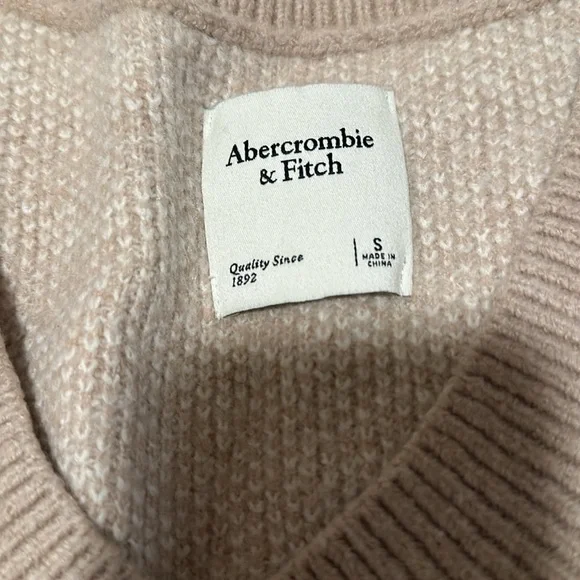 Abercrombie
& Fitch
Quality Since
1892
S
MADE IN
CHINA